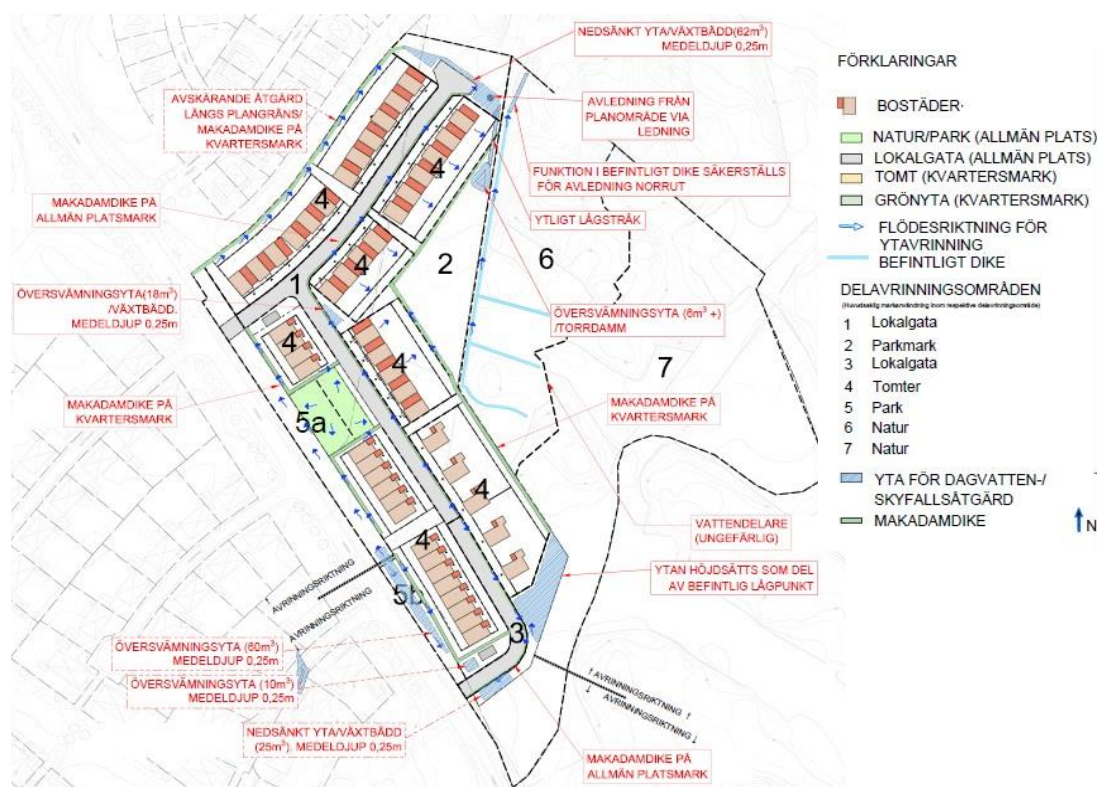 NEDSÄNKT YTA/VÄXTBÄDD(62m³)
MEDELDJUP 0,25m
AVSKÄRANDE ÅTGÄRD
LÄNGS PLANGRÄNS/
MAKADAMDIKE PÅ
KVARTERSMARK
AVLEDNING FRÅN
PLANOMRÅDE VIA
LEDNING
FUNKTION I BEFINTLIGT DIKE SÄKERSTÄLLS
FÖR AVLEDNING NORRUT
MAKADAMDIKE PÅ
ALLMÄN PLATSMARK
YTLIGT LÅGSTRÅK
4
4
4
2
6
1
ÖVERSVÄMNINGSYTA(18m³)
/VÄXTBÄDD.
MEDELDJUP 0,25m
ÖVERSVÄMNINGSYTA (6m³ +)
/TORRDAMM
4
4
7
MAKADAMDIKE PÅ
KVARTERSMARK
MAKADAMDIKE PÅ
KVARTERSMARK
5a
4
VATTENDELARE
(UNGEFÄRLIG)
4
YTAN HÖJDSÄTTS SOM DEL
AV BEFINTLIG LÅGPUNKT
AVRINNINGSRIKTNING
AVRINNINGSRIKTNING
5b
3
ÖVERSVÄMNINGSYTA (60m³)
MEDELDJUP 0,25m
ÖVERSVÄMNINGSYTA (10m³)
MEDELDJUP 0,25m
AVRINNINGSRIKTNING
AVRINNINGSRIKTNING
NEDSÄNKT YTA/VÄXTBÄDD
(25m³). MEDELDJUP 0,25m
MAKADAMDIKE PÅ
ALLMÄN PLATSMARK
FÖRKLARINGAR
BOSTÄDER
NATUR/PARK (ALLMÄN PLATS)
LOKALGATA (ALLMÄN PLATS)
TOMT (KVARTERSMARK)
GRÖNYTA (KVARTERSMARK)
FLÖDESRIKTNING FÖR
YTAVRINNING
BEFINTLIGT DIKE
DELAVRINNINGSOMRÅDEN
(Huvudsaklig markanvändning inom respektive delavrinningsområde)
1 Lokalgata
2 Parkmark
3 Lokalgata
4 Tomter
5 Park
6 Natur
7 Natur
YTA FÖR DAGVATTEN-/
SKYFALLSÅTGÄRD
MAKADAMDIKE
N